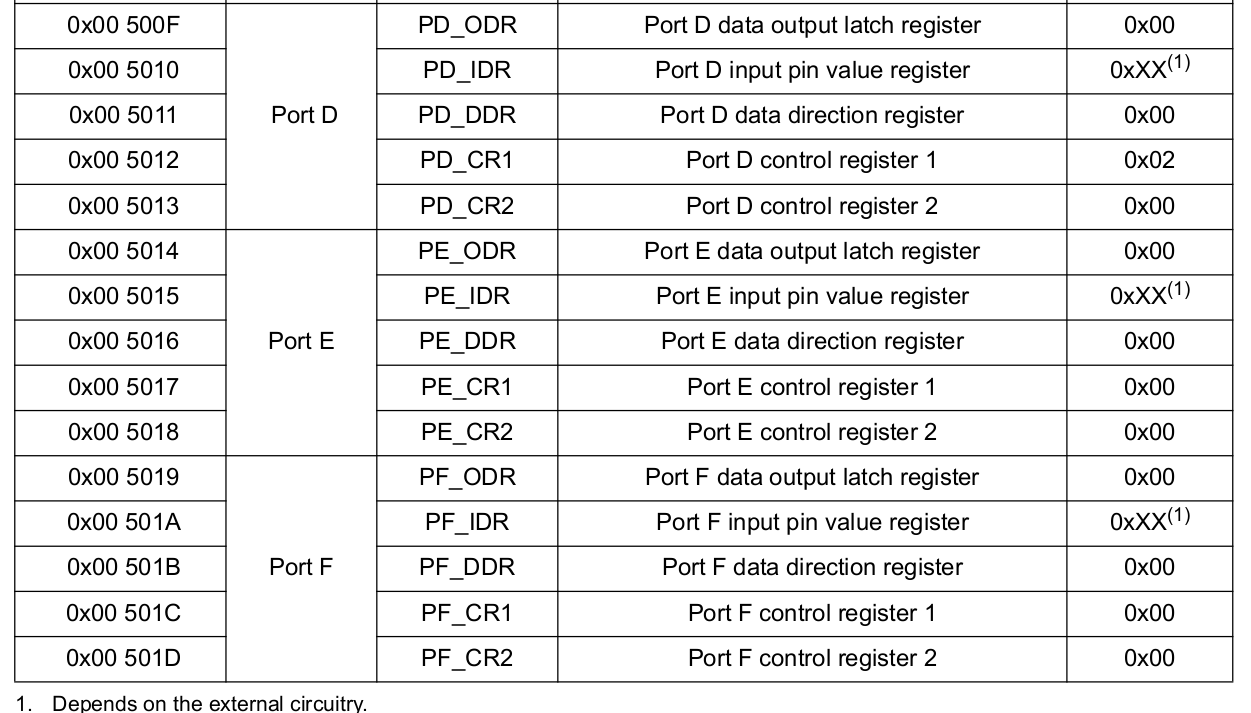 0x00 500F PD_ODR Port D data output latch register 0x00
0x00 5010 PD_IDR Port D input pin value register 0xXX(1)
0x00 5011 Port D PD_DDR Port D data direction register 0x00
0x00 5012 PD_CR1 Port D control register 1 0x02
0x00 5013 PD_CR2 Port D control register 2 0x00
0x00 5014 PE_ODR Port E data output latch register 0x00
0x00 5015 PE_IDR Port E input pin value register 0xXX(1)
0x00 5016 Port E PE_DDR Port E data direction register 0x00
0x00 5017 PE_CR1 Port E control register 1 0x00
0x00 5018 PE_CR2 Port E control register 2 0x00
0x00 5019 PF_ODR Port F data output latch register 0x00
0x00 501A PF_IDR Port F input pin value register 0xXX(1)
0x00 501B Port F PF_DDR Port F data direction register 0x00
0x00 501C PF_CR1 Port F control register 1 0x00
0x00 501D PF_CR2 Port F control register 2 0x00
1. Depends on the external circuitry.